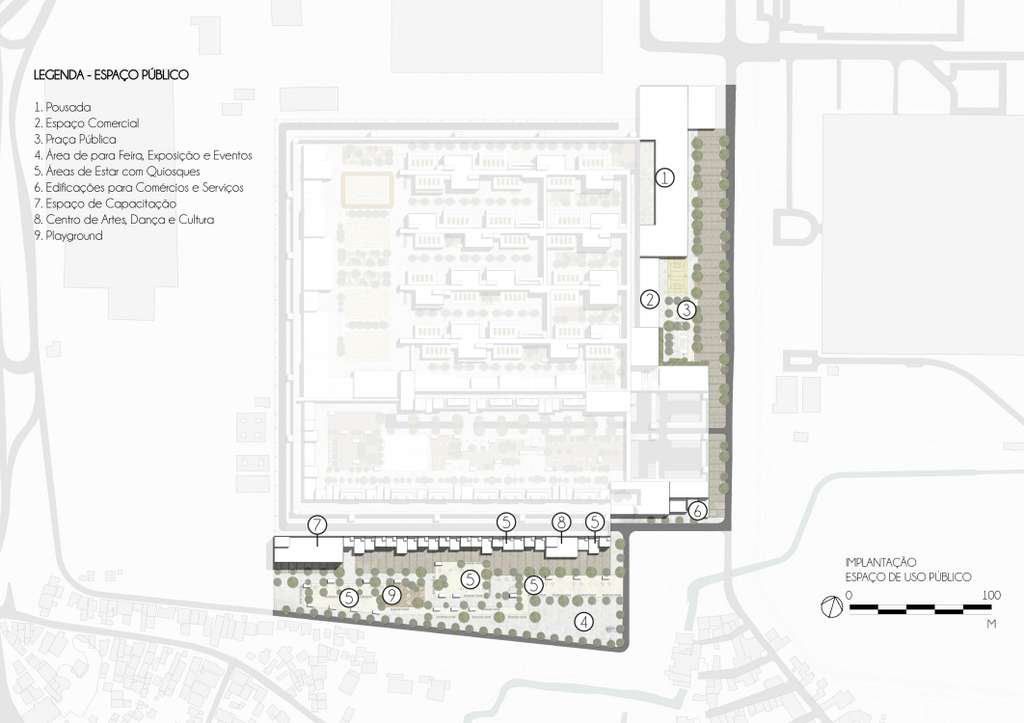 LEGENDA - ESPAÇO PÚBLICO
1. Pousada
2. Espaço Comercial
3. Praça Pública
4. Área de para Feira, Exposição e Eventos
5. Áreas de Estar com Quiosques
6. Edificações para Comércios e Serviços
7. Espaço de Capacitação
8. Centro de Artes, Dança e Cultura
9. Playground
1
2
3
6
7
5
8
5
5
5
5
9
4
IMPLANTAÇÃO
ESPAÇO DE USO PÚBLICO
0 100
M